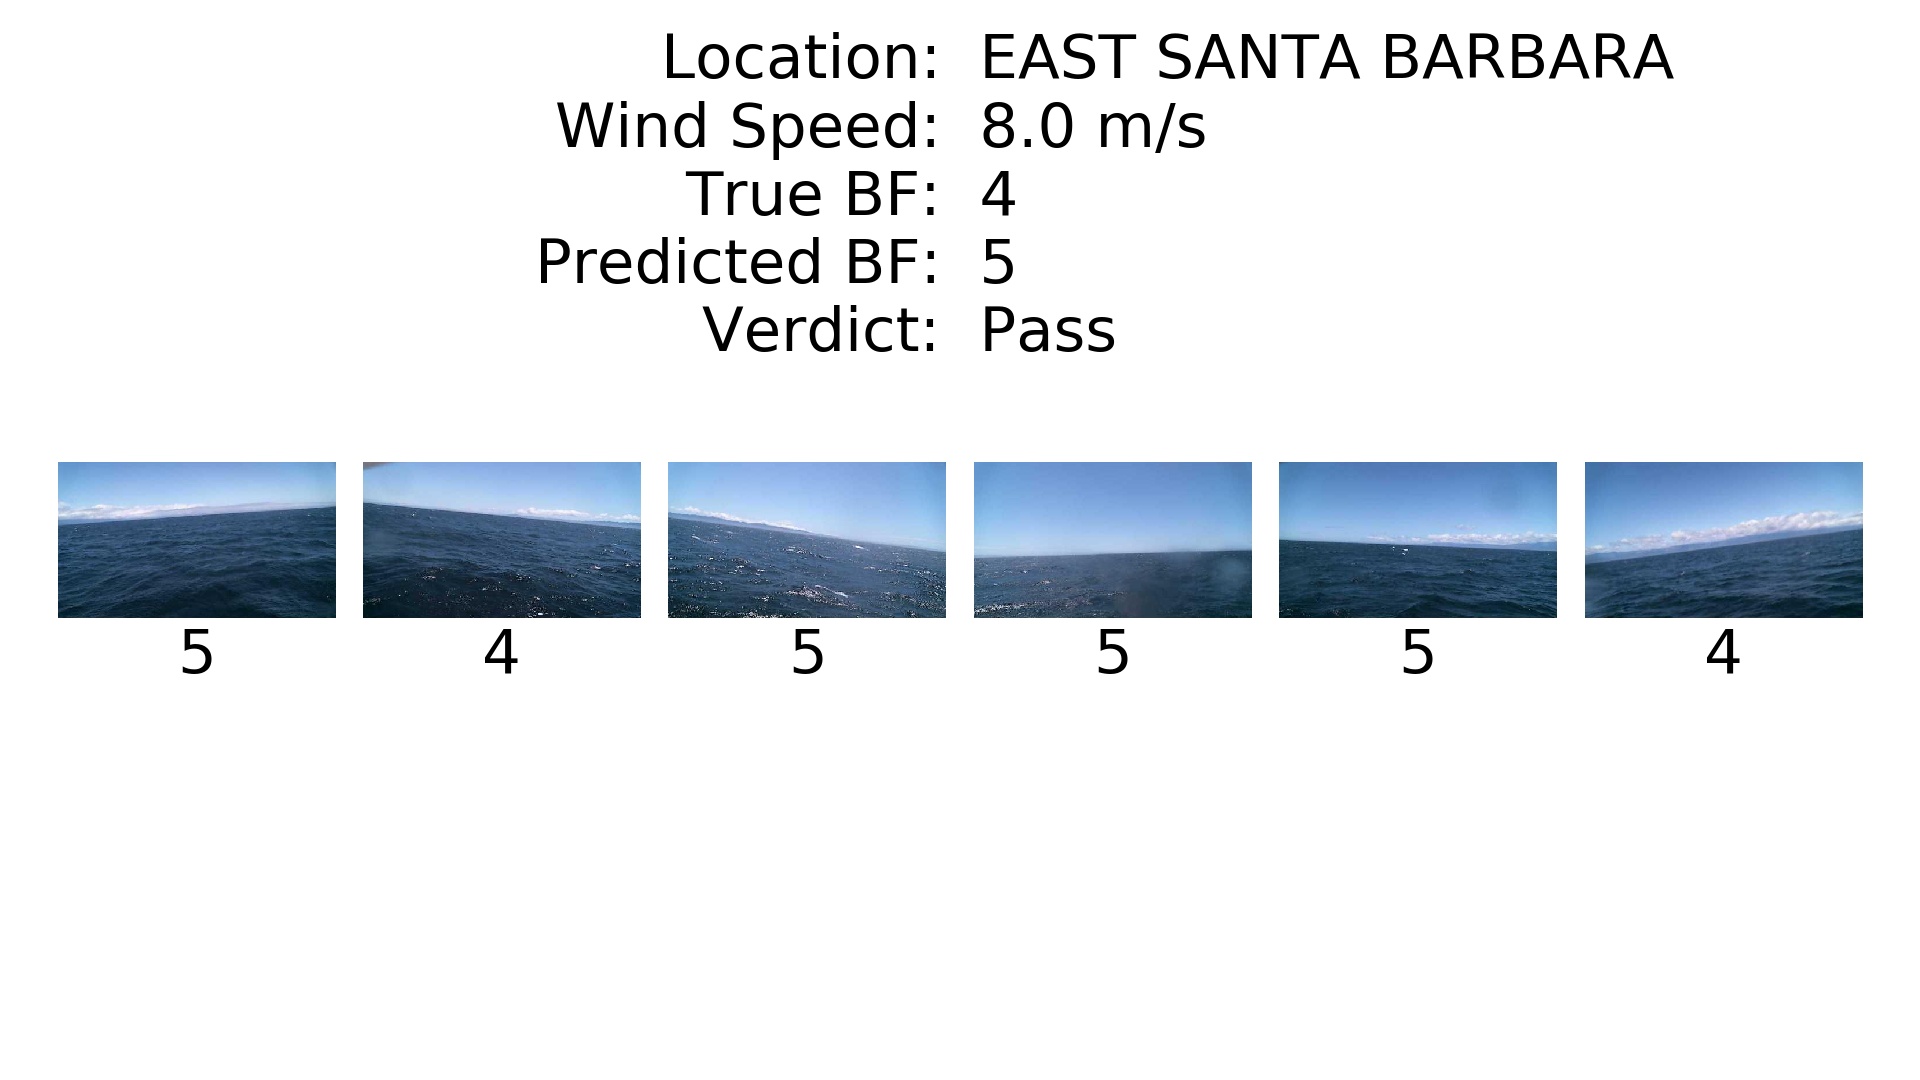 Location: EAST SANTA BARBARA
Wind Speed: 8.0 m/s
True BF: 4
Predicted BF: 5
Verdict: Pass
5 4 5 5 5 4